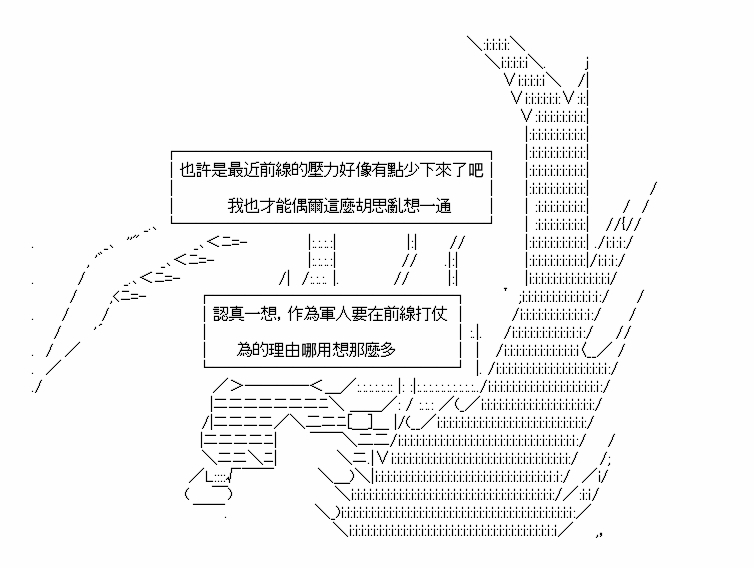 也許是最近前線的壓力好像有點少下來了吧
我也才能偶爾這麼胡思亂想一通
認真一想，作為軍人要在前線打仗
為的理由哪用想那麼多